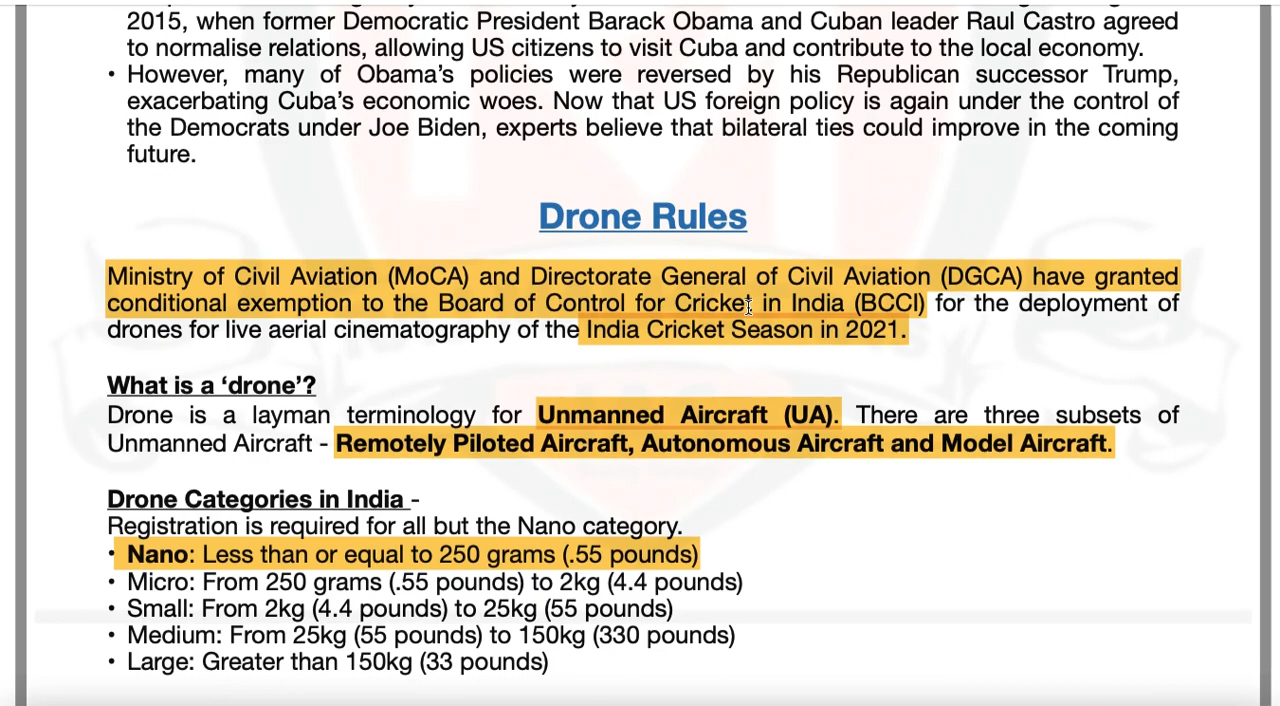 2015, when former Democratic President Barack Obama and Cuban leader Raul Castro agreed
to normalise relations, allowing US citizens to visit Cuba and contribute to the local economy.
• However, many of Obama's policies were reversed by his Republican successor Trump,
exacerbating Cuba's economic woes. Now that US foreign policy is again under the control of
the Democrats under Joe Biden, experts believe that bilateral ties could improve in the coming
future.
Drone Rules
Ministry of Civil Aviation (MoCA) and Directorate General of Civil Aviation (DGCA) have granted
conditional exemption to the Board of Control for Cricket in India (BCCI) for the deployment of
drones for live aerial cinematography of the India Cricket Season in 2021.
What is a ‘drone’?
Drone is a layman terminology for Unmanned Aircraft (UA). There are three subsets of
Unmanned Aircraft - Remotely Piloted Aircraft, Autonomous Aircraft and Model Aircraft.
Drone Categories in India -
Registration is required for all but the Nano category.
• Nano: Less than or equal to 250 grams (.55 pounds)
• Micro: From 250 grams (.55 pounds) to 2kg (4.4 pounds)
• Small: From 2kg (4.4 pounds) to 25kg (55 pounds)
• Medium: From 25kg (55 pounds) to 150kg (330 pounds)
• Large: Greater than 150kg (33 pounds)